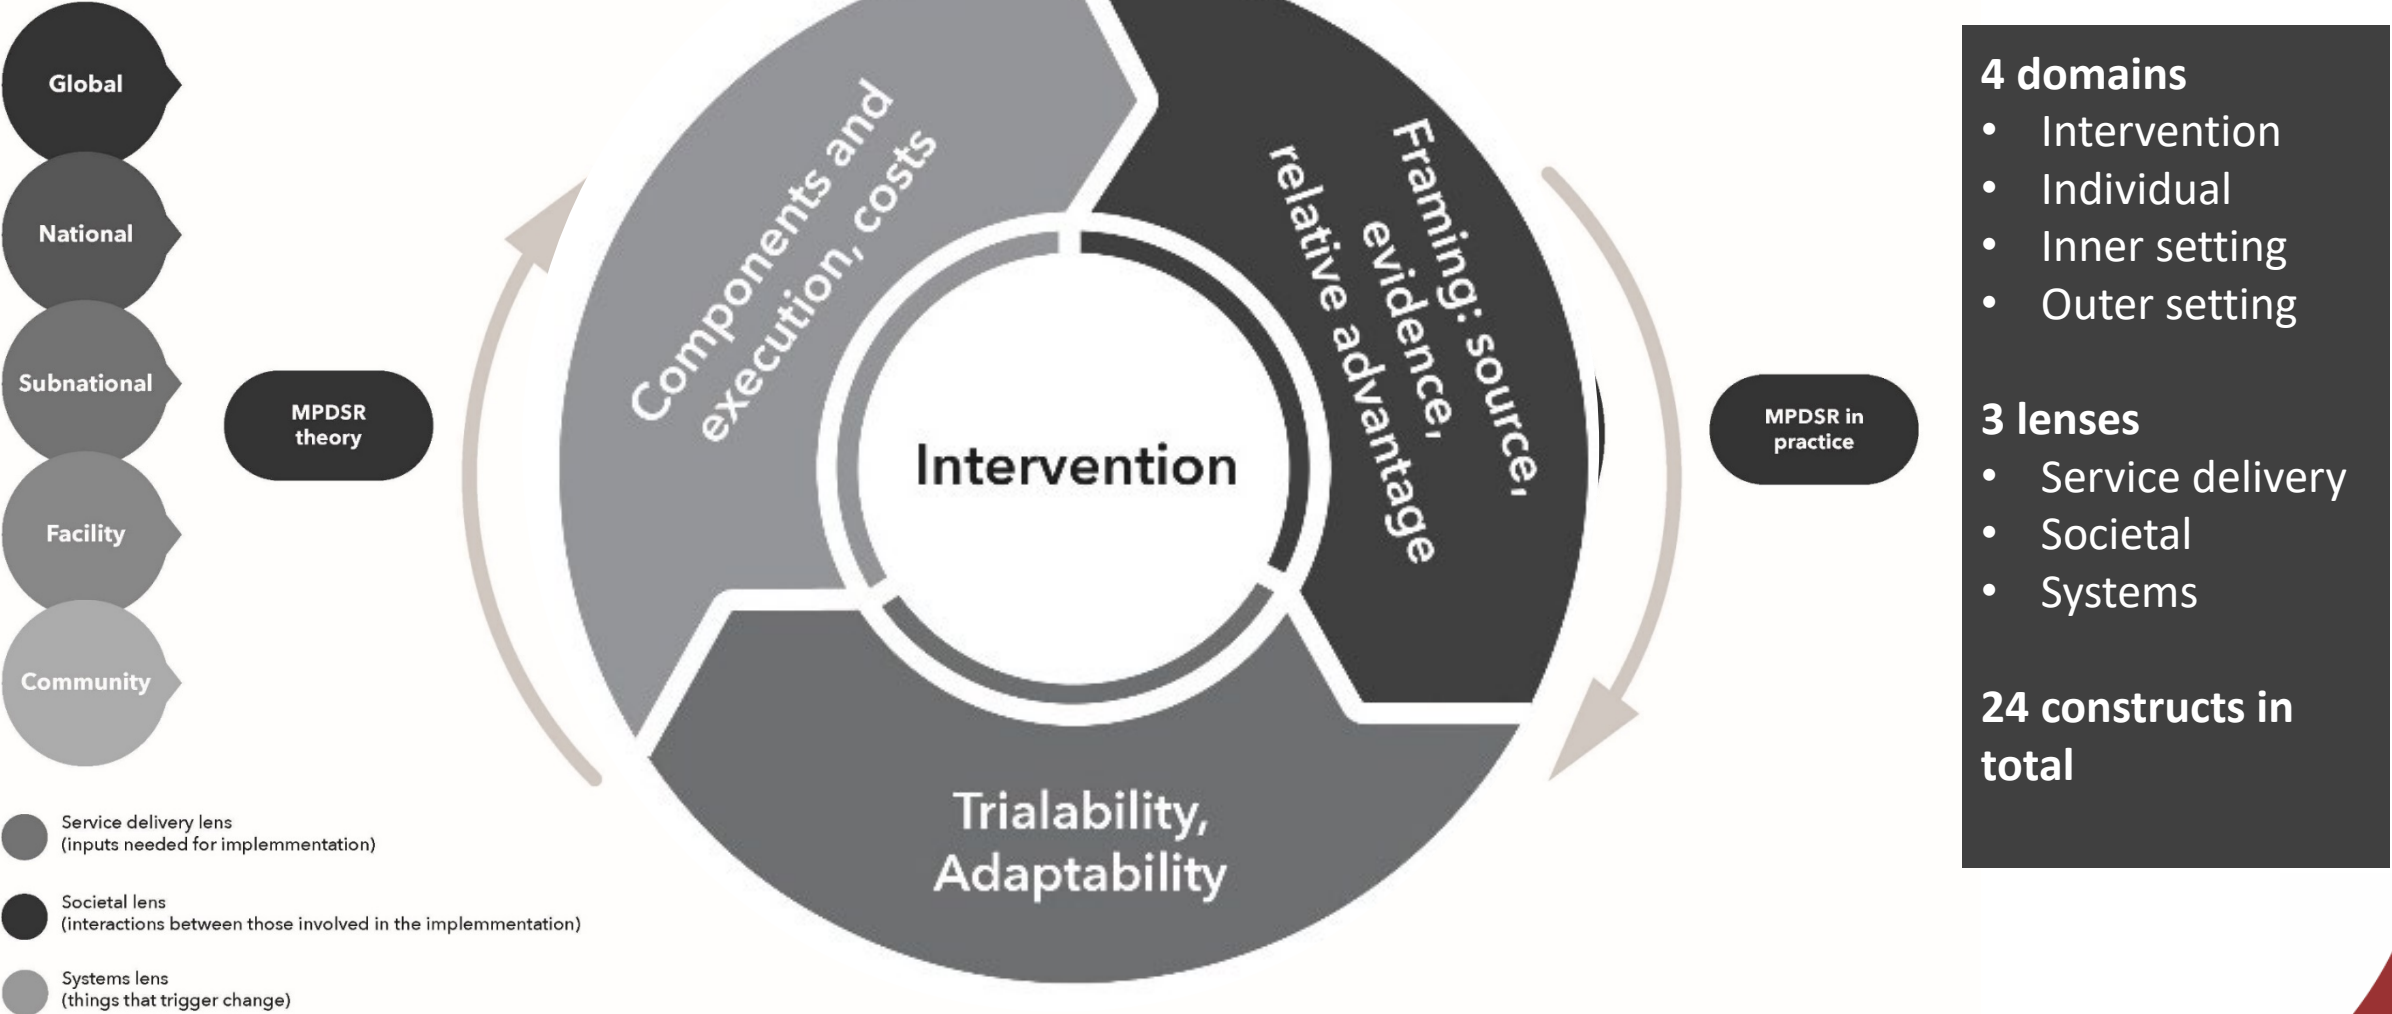 Global
National
Subnational
Facility
Community
MPDSR
theory
Components and
execution, costs
Framing: source,
evidence,
relative advantage
Intervention
Trialability,
Adaptability
MPDSR in
practice
Service delivery lens
(inputs needed for implemmentation)
Societal lens
(interactions between those involved in the implemmentation)
Systems lens
(things that trigger change)
4 domains
• Intervention
• Individual
• Inner setting
• Outer setting
3 lenses
• Service delivery
• Societal
• Systems
24 constructs in
total